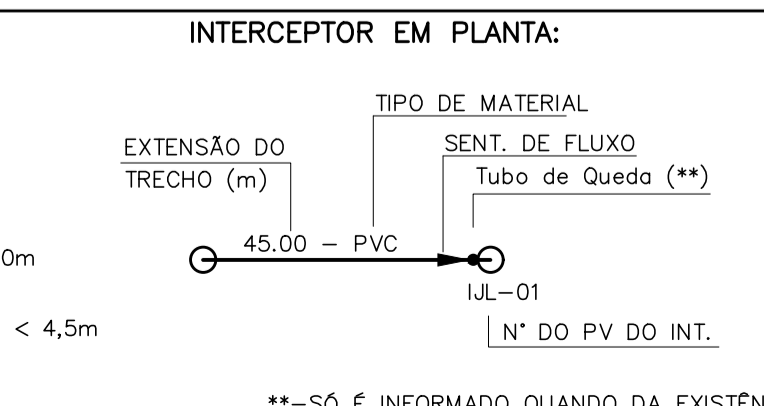 INTERCEPTOR EM PLANTA:
TIPO DE MATERIAL
EXTENSÃO DO
TRECHO (m)
SENT. DE FLUXO
Tubo de Queda (**)
45.00 – PVC
0m
IJL–01
< 4,5m
N° DO PV DO INT.
**–SÓ É INFORMADO QUANDO DA